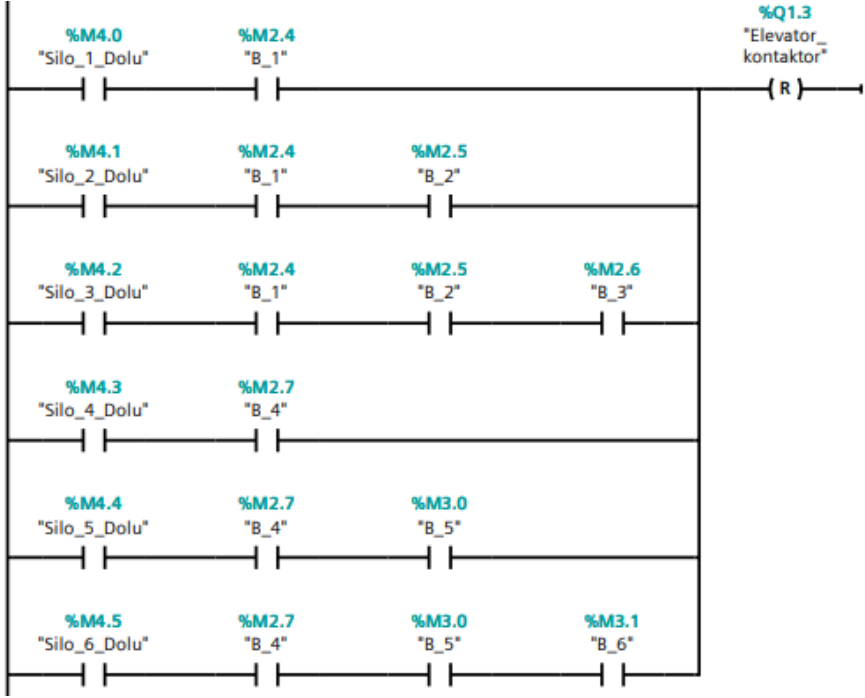 %Q1.3
"Elevator_
kontaktor"
%M4.0 %M2.4
"Silo_1_Dolu" "B_1"
R
%M4.1 %M2.4 %M2.5
"Silo_2_Dolu" "B_1" "B_2"
%M4.2 %M2.4 %M2.5 %M2.6
"Silo_3_Dolu" "B_1" "B_2" "B_3"
%M4.3 %M2.7
"Silo_4_Dolu" "B_4"
%M4.4 %M2.7 %M3.0
"Silo_5_Dolu" "B_4" "B_5"
%M4.5 %M2.7 %M3.0 %M3.1
"Silo_6_Dolu" "B_4" "B_5" "B_6"